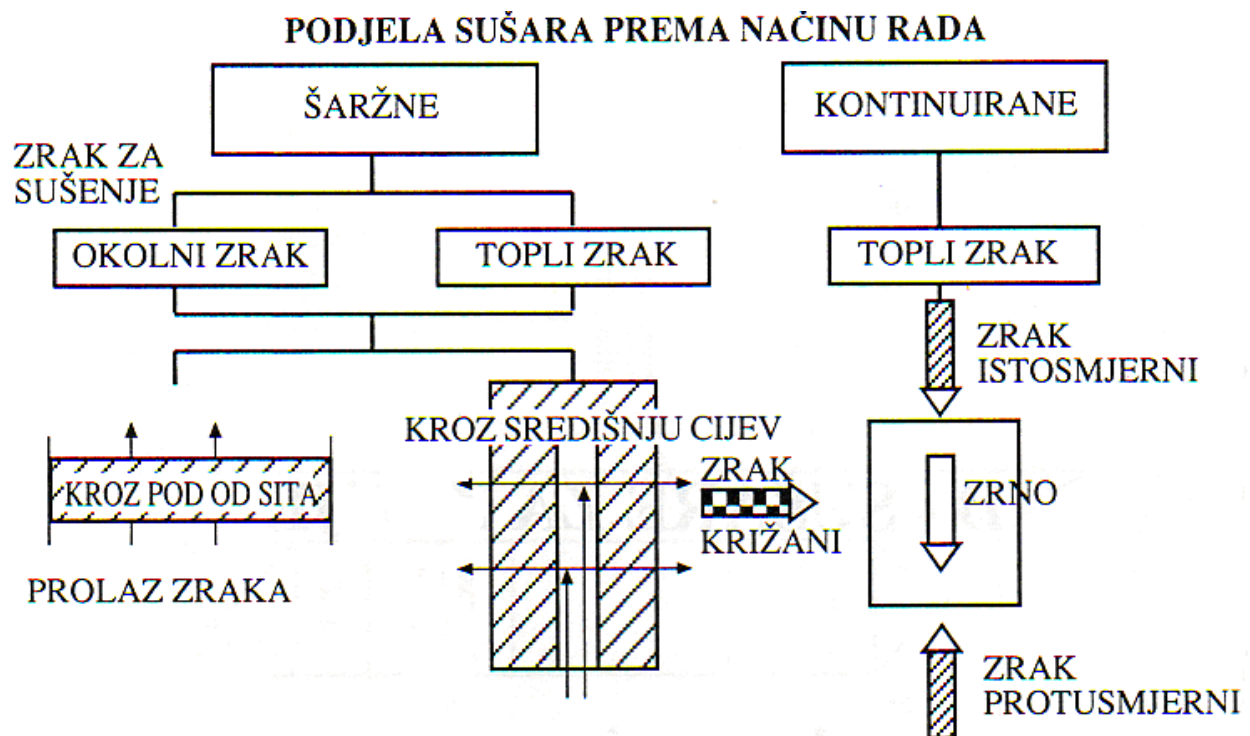 PODJELA SUŠARA PREMA NAČINU RADA
ŠARŽNE
KONTINUIRANE
ZRAK ZA
SUŠENJE
OKOLNI ZRAK
TOPLI ZRAK
TOPLI ZRAK
ZRAK
ISTOSMJERNI
KROZ SREDIŠNJU CIJEV
KROZ POD OD SITA
ZRAK
KRIŽANI
ZRNO
PROLAZ ZRAKA
ZRAK
PROTUSMJERNI